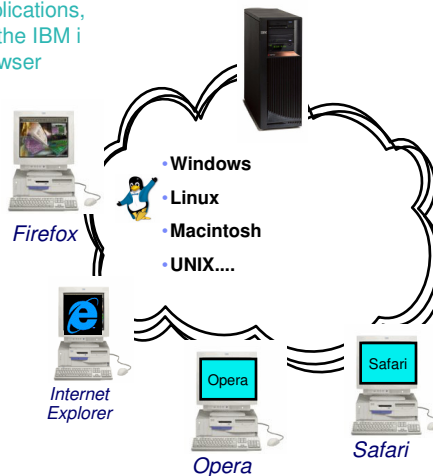 plications,
the IBM i
wser
•Windows
•Linux
•Macintosh
•UNIX....
Firefox
Internet
Explorer
Opera
Opera
Safari
Safari